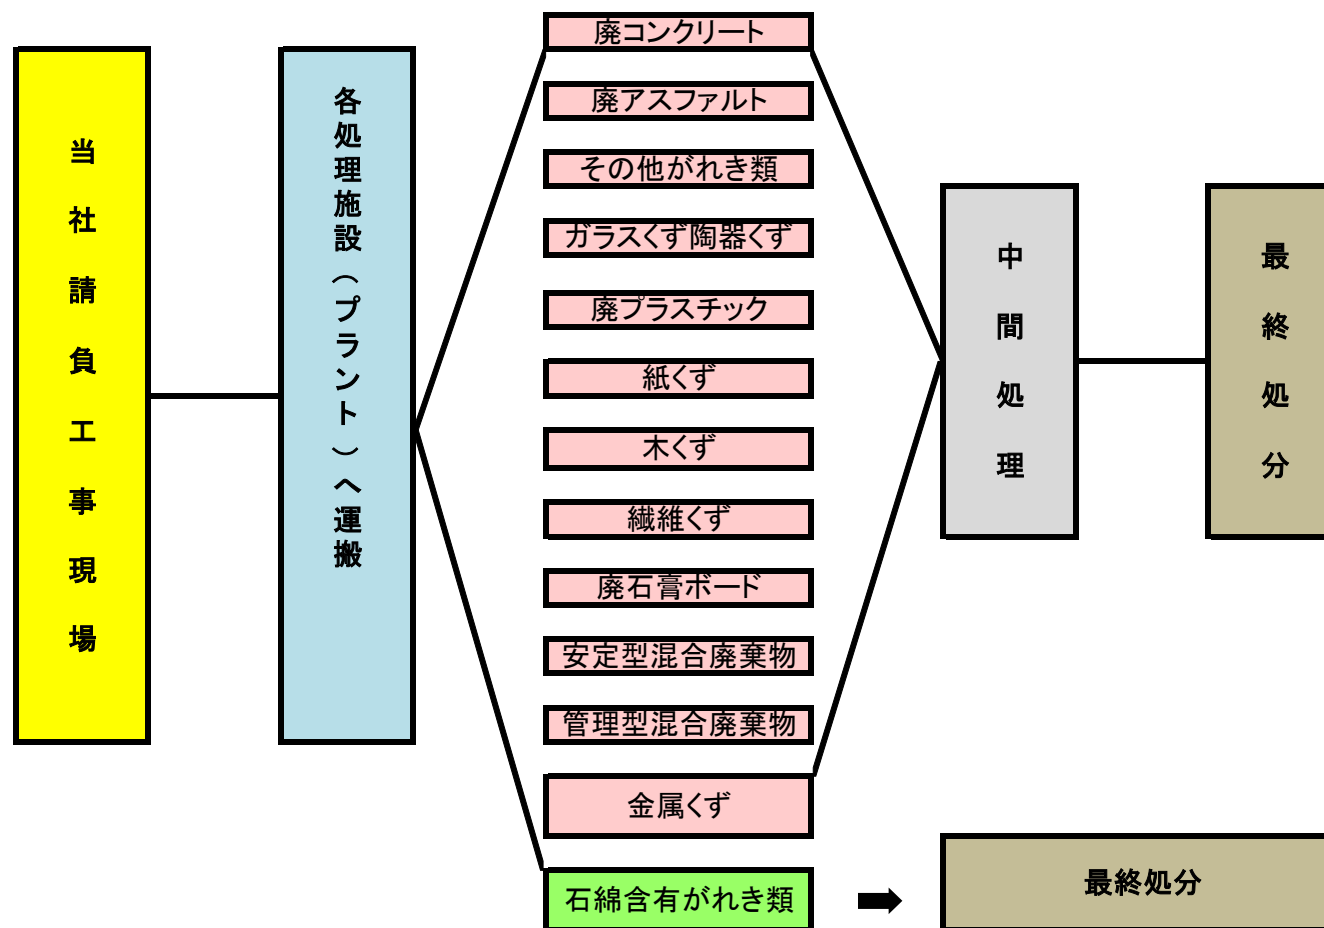 当社請負工事現場
各処理施設（プラント）へ運搬
廃コンクリート
廃アスファルト
その他がれき類
ガラスくず陶器くず
廃プラスチック
紙くず
木くず
繊維くず
廃石膏ボード
安定型混合廃棄物
管理型混合廃棄物
金属くず
石綿含有がれき類
中間処理
最終処分
最終処分